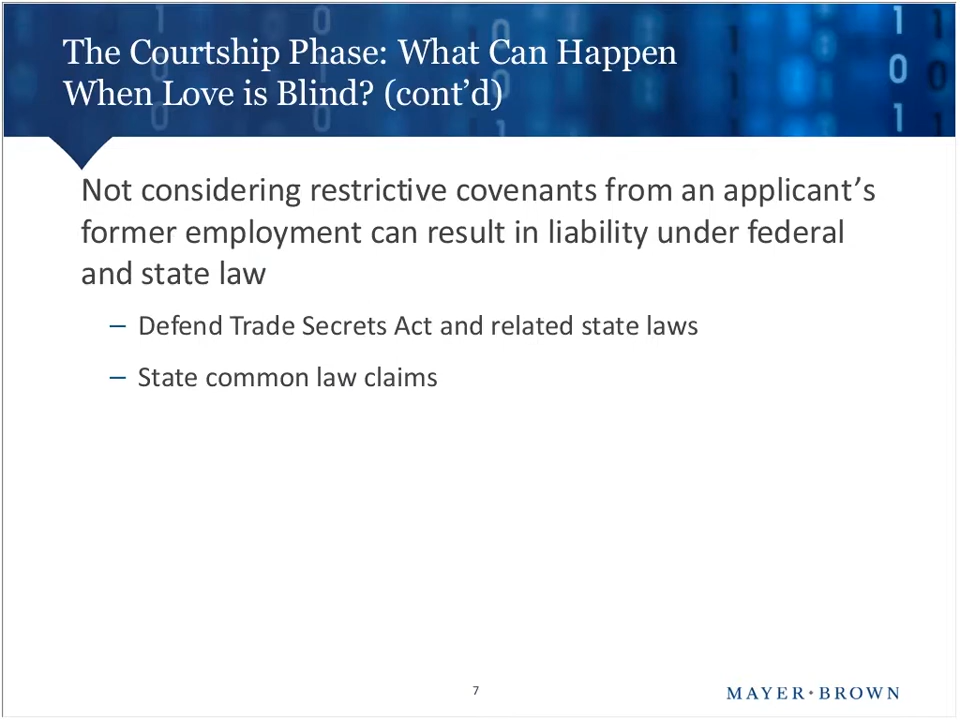 The Courtship Phase: What Can Happen
When Love is Blind? (cont’d)
Not considering restrictive covenants from an applicant’s
former employment can result in liability under federal
and state law
– Defend Trade Secrets Act and related state laws
– State common law claims
7
MAYER•BROWN